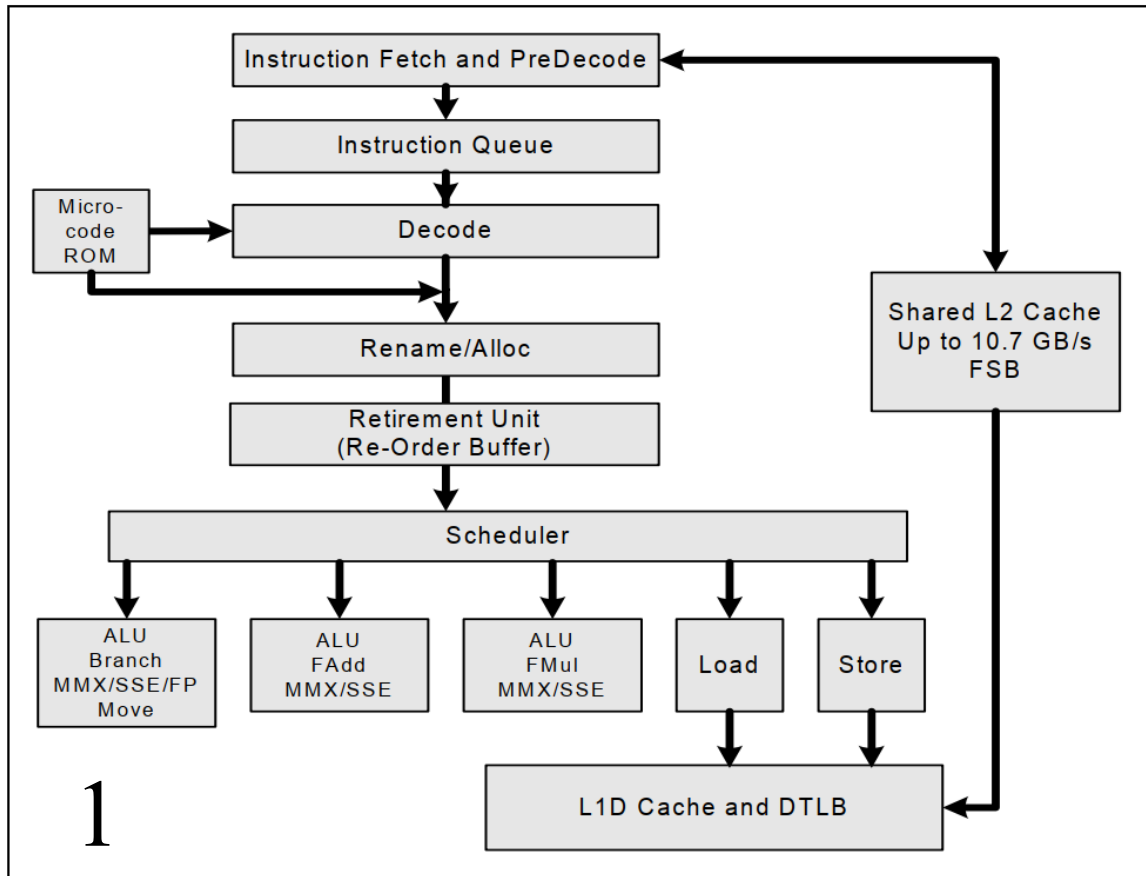 Instruction Fetch and PreDecode
Instruction Queue
Micro-
code
ROM
Decode
Shared L2 Cache
Up to 10.7 GB/s
FSB
Rename/Alloc
Retirement Unit
(Re-Order Buffer)
Scheduler
ALU
Branch
MMX/SSE/FP
Move
ALU
FAdd
MMX/SSE
ALU
FMul
MMX/SSE
Load
Store
L1D Cache and DTLB
1